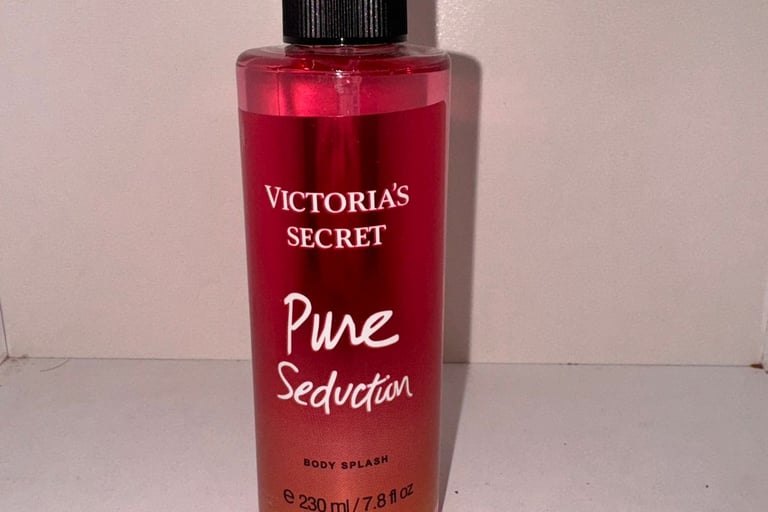 VICTORIA'S
SECRET
Pure
Seduction
BODY SPLASH
℮ 230 ml / 7.8 fl oz